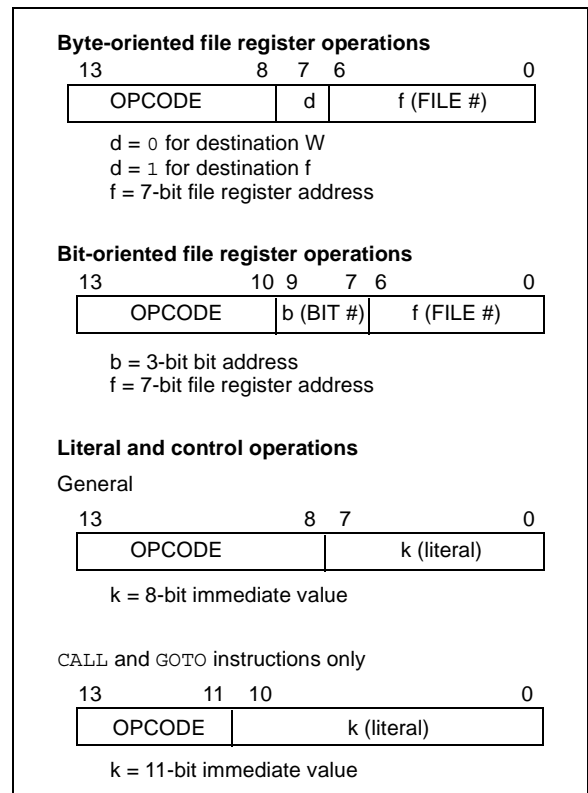 Byte-oriented file register operations
13 8 7 6 0
OPCODE d f (FILE #)
d = 0 for destination W
d = 1 for destination f
f = 7-bit file register address
Bit-oriented file register operations
13 10 9 7 6 0
OPCODE b (BIT #) f (FILE #)
b = 3-bit bit address
f = 7-bit file register address
Literal and control operations
General
13 8 7 0
OPCODE k (literal)
k = 8-bit immediate value
CALL and GOTO instructions only
13 11 10 0
OPCODE k (literal)
k = 11-bit immediate value